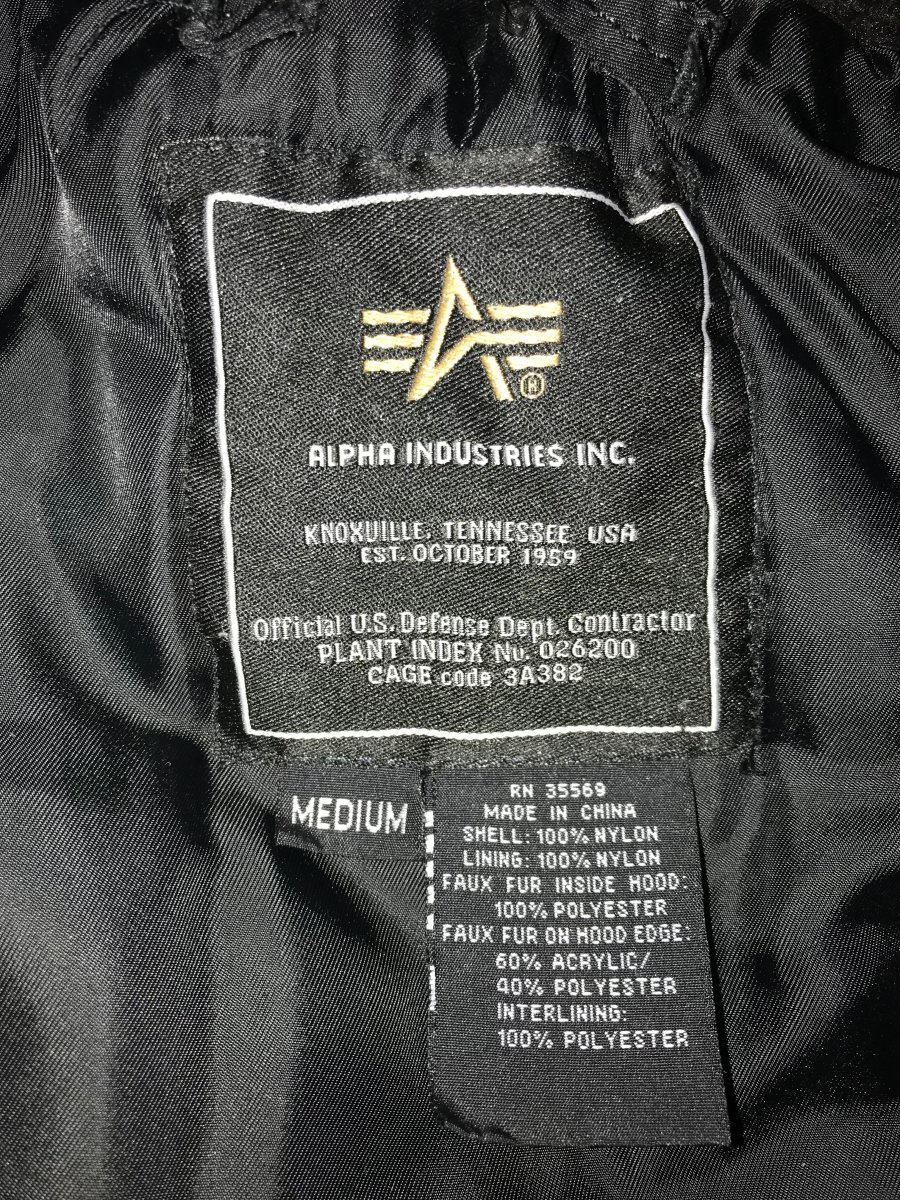 ®
ALPHA INDUSTRIES INC.
KNOXUILLE, TENNESSEE USA
EST. OCTOBER 1959
Official U.S. Defense Dept. Contractor
PLANT INDEX No. 026200
CAGE code 3A382
MEDIUM
RN 35569
MADE IN CHINA
SHELL: 100% NYLON
LINING: 100% NYLON
FAUX FUR INSIDE HOOD:
100% POLYESTER
FAUX FUR ON HOOD EDGE:
60% ACRYLIC/
40% POLYESTER
INTERLINING:
100% POLYESTER